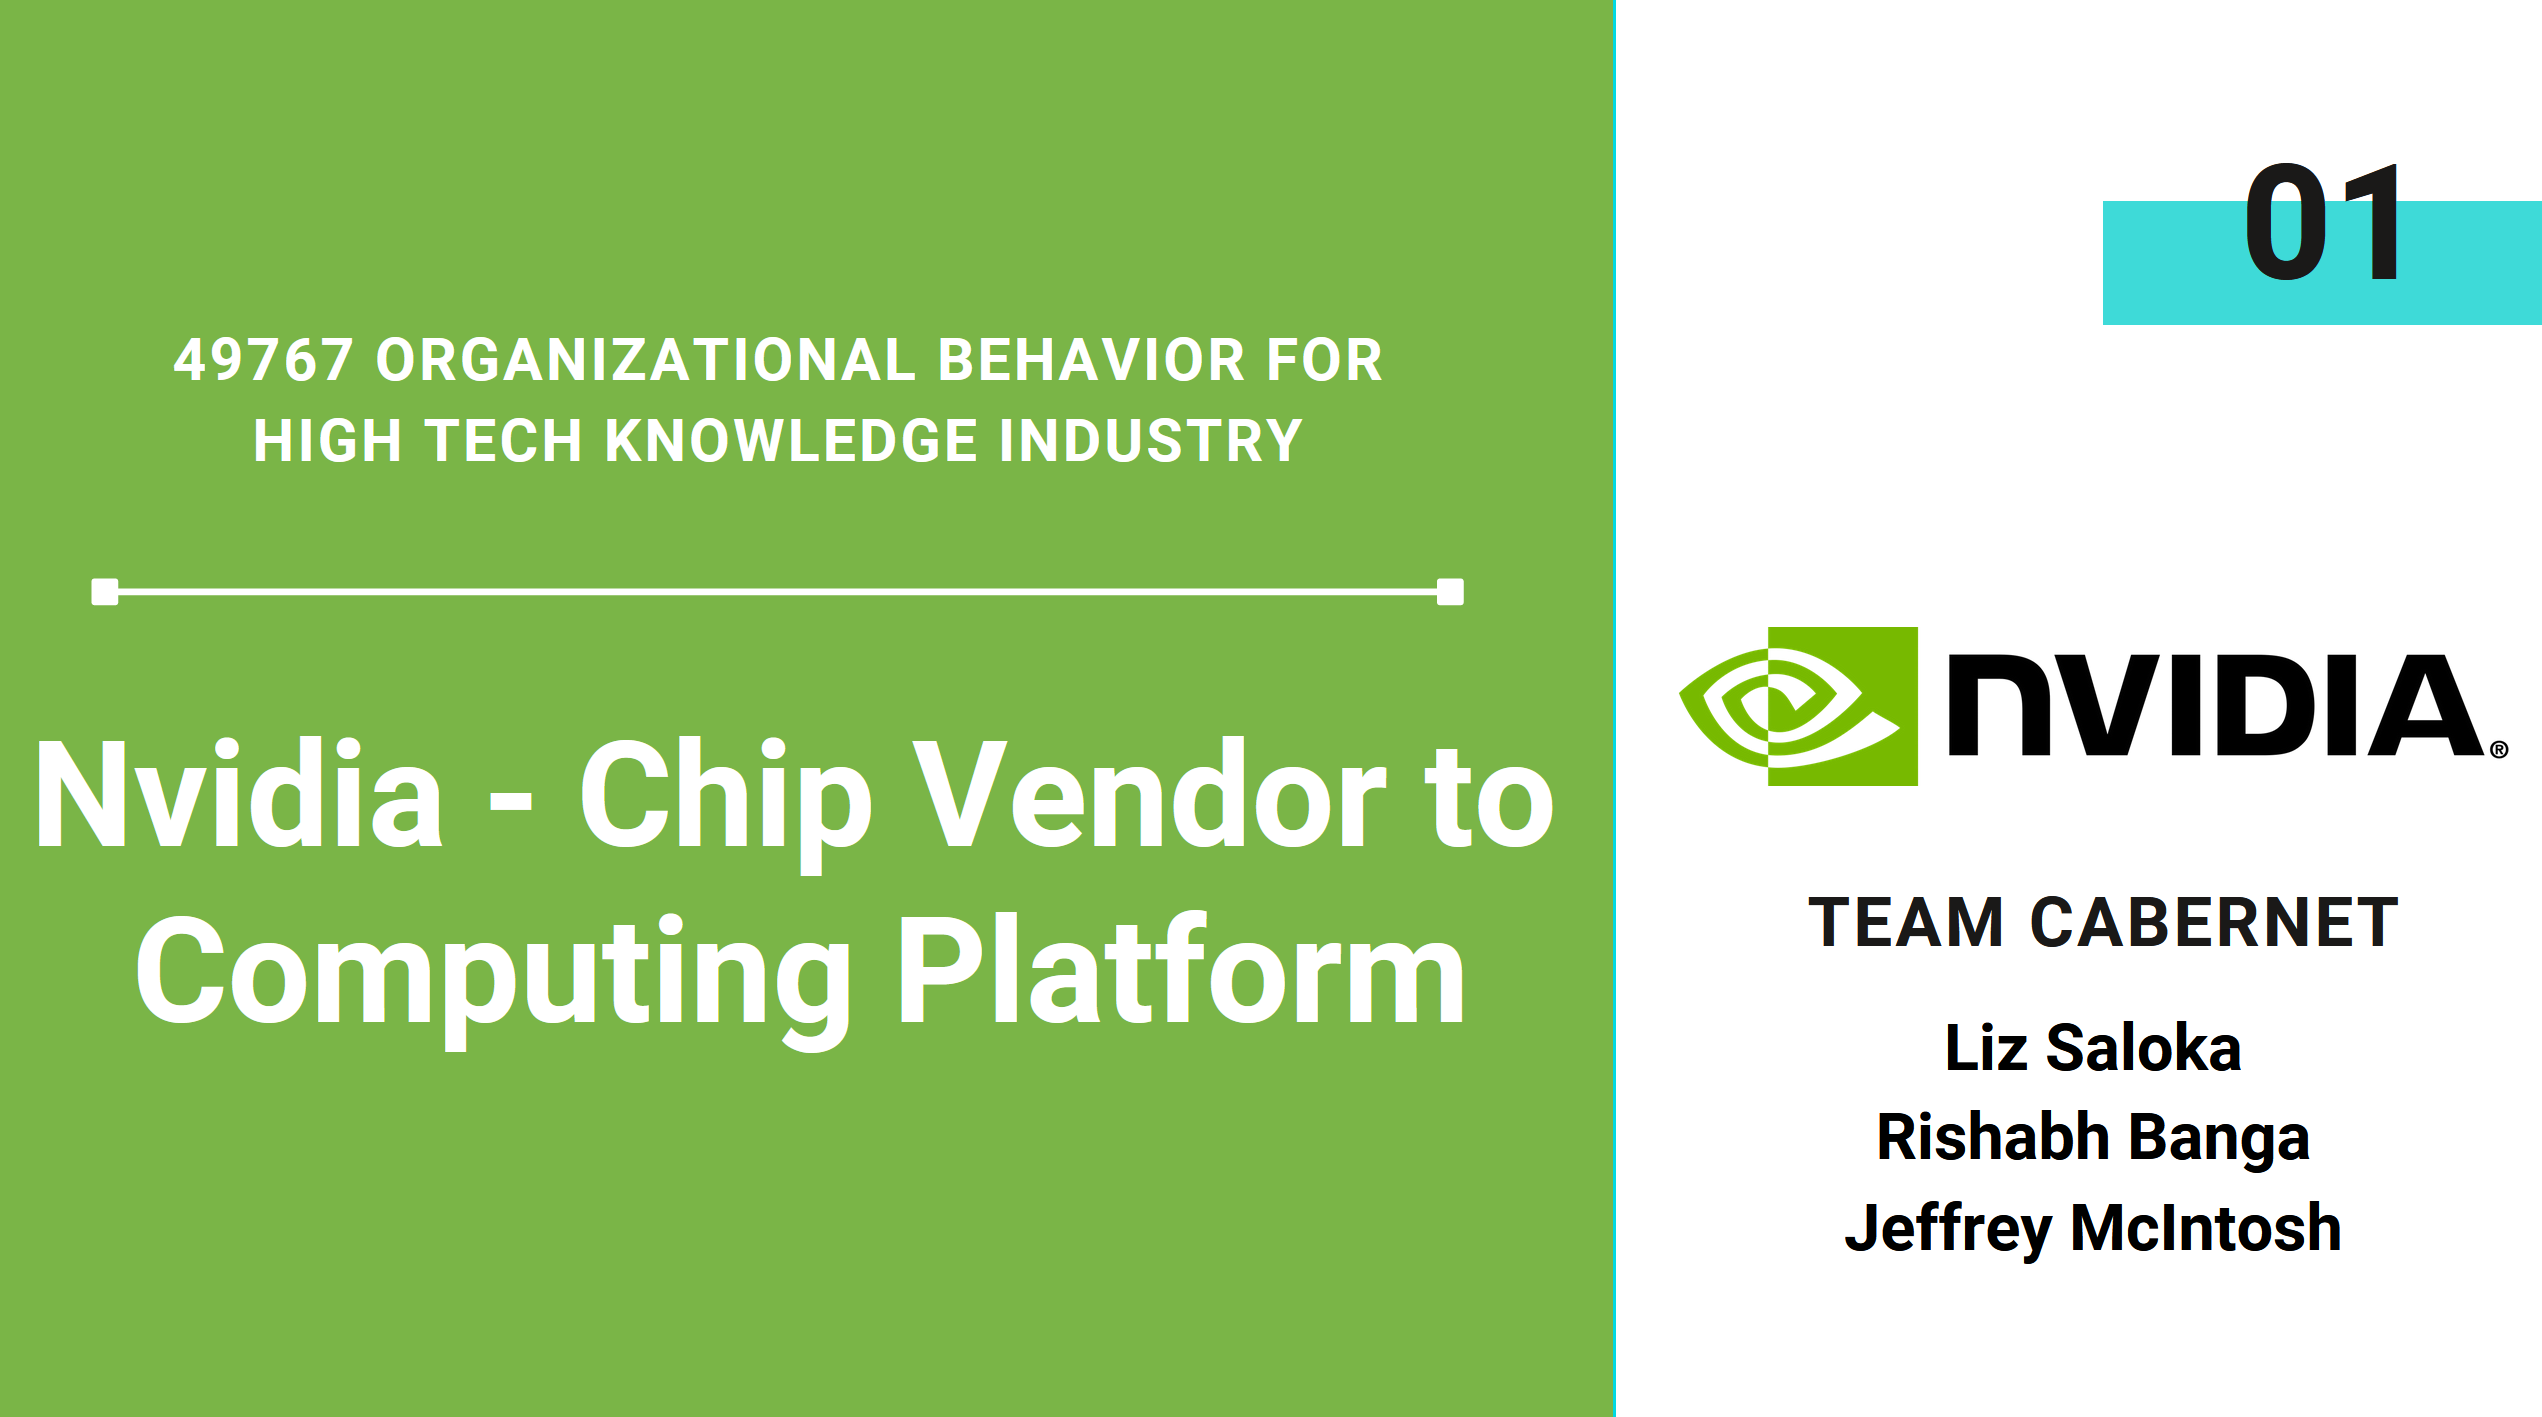 49767 ORGANIZATIONAL BEHAVIOR FOR
HIGH TECH KNOWLEDGE INDUSTRY
Nvidia - Chip Vendor to
Computing Platform
01
NVIDIA®
TEAM CABERNET
Liz Saloka
Rishabh Banga
Jeffrey McIntosh